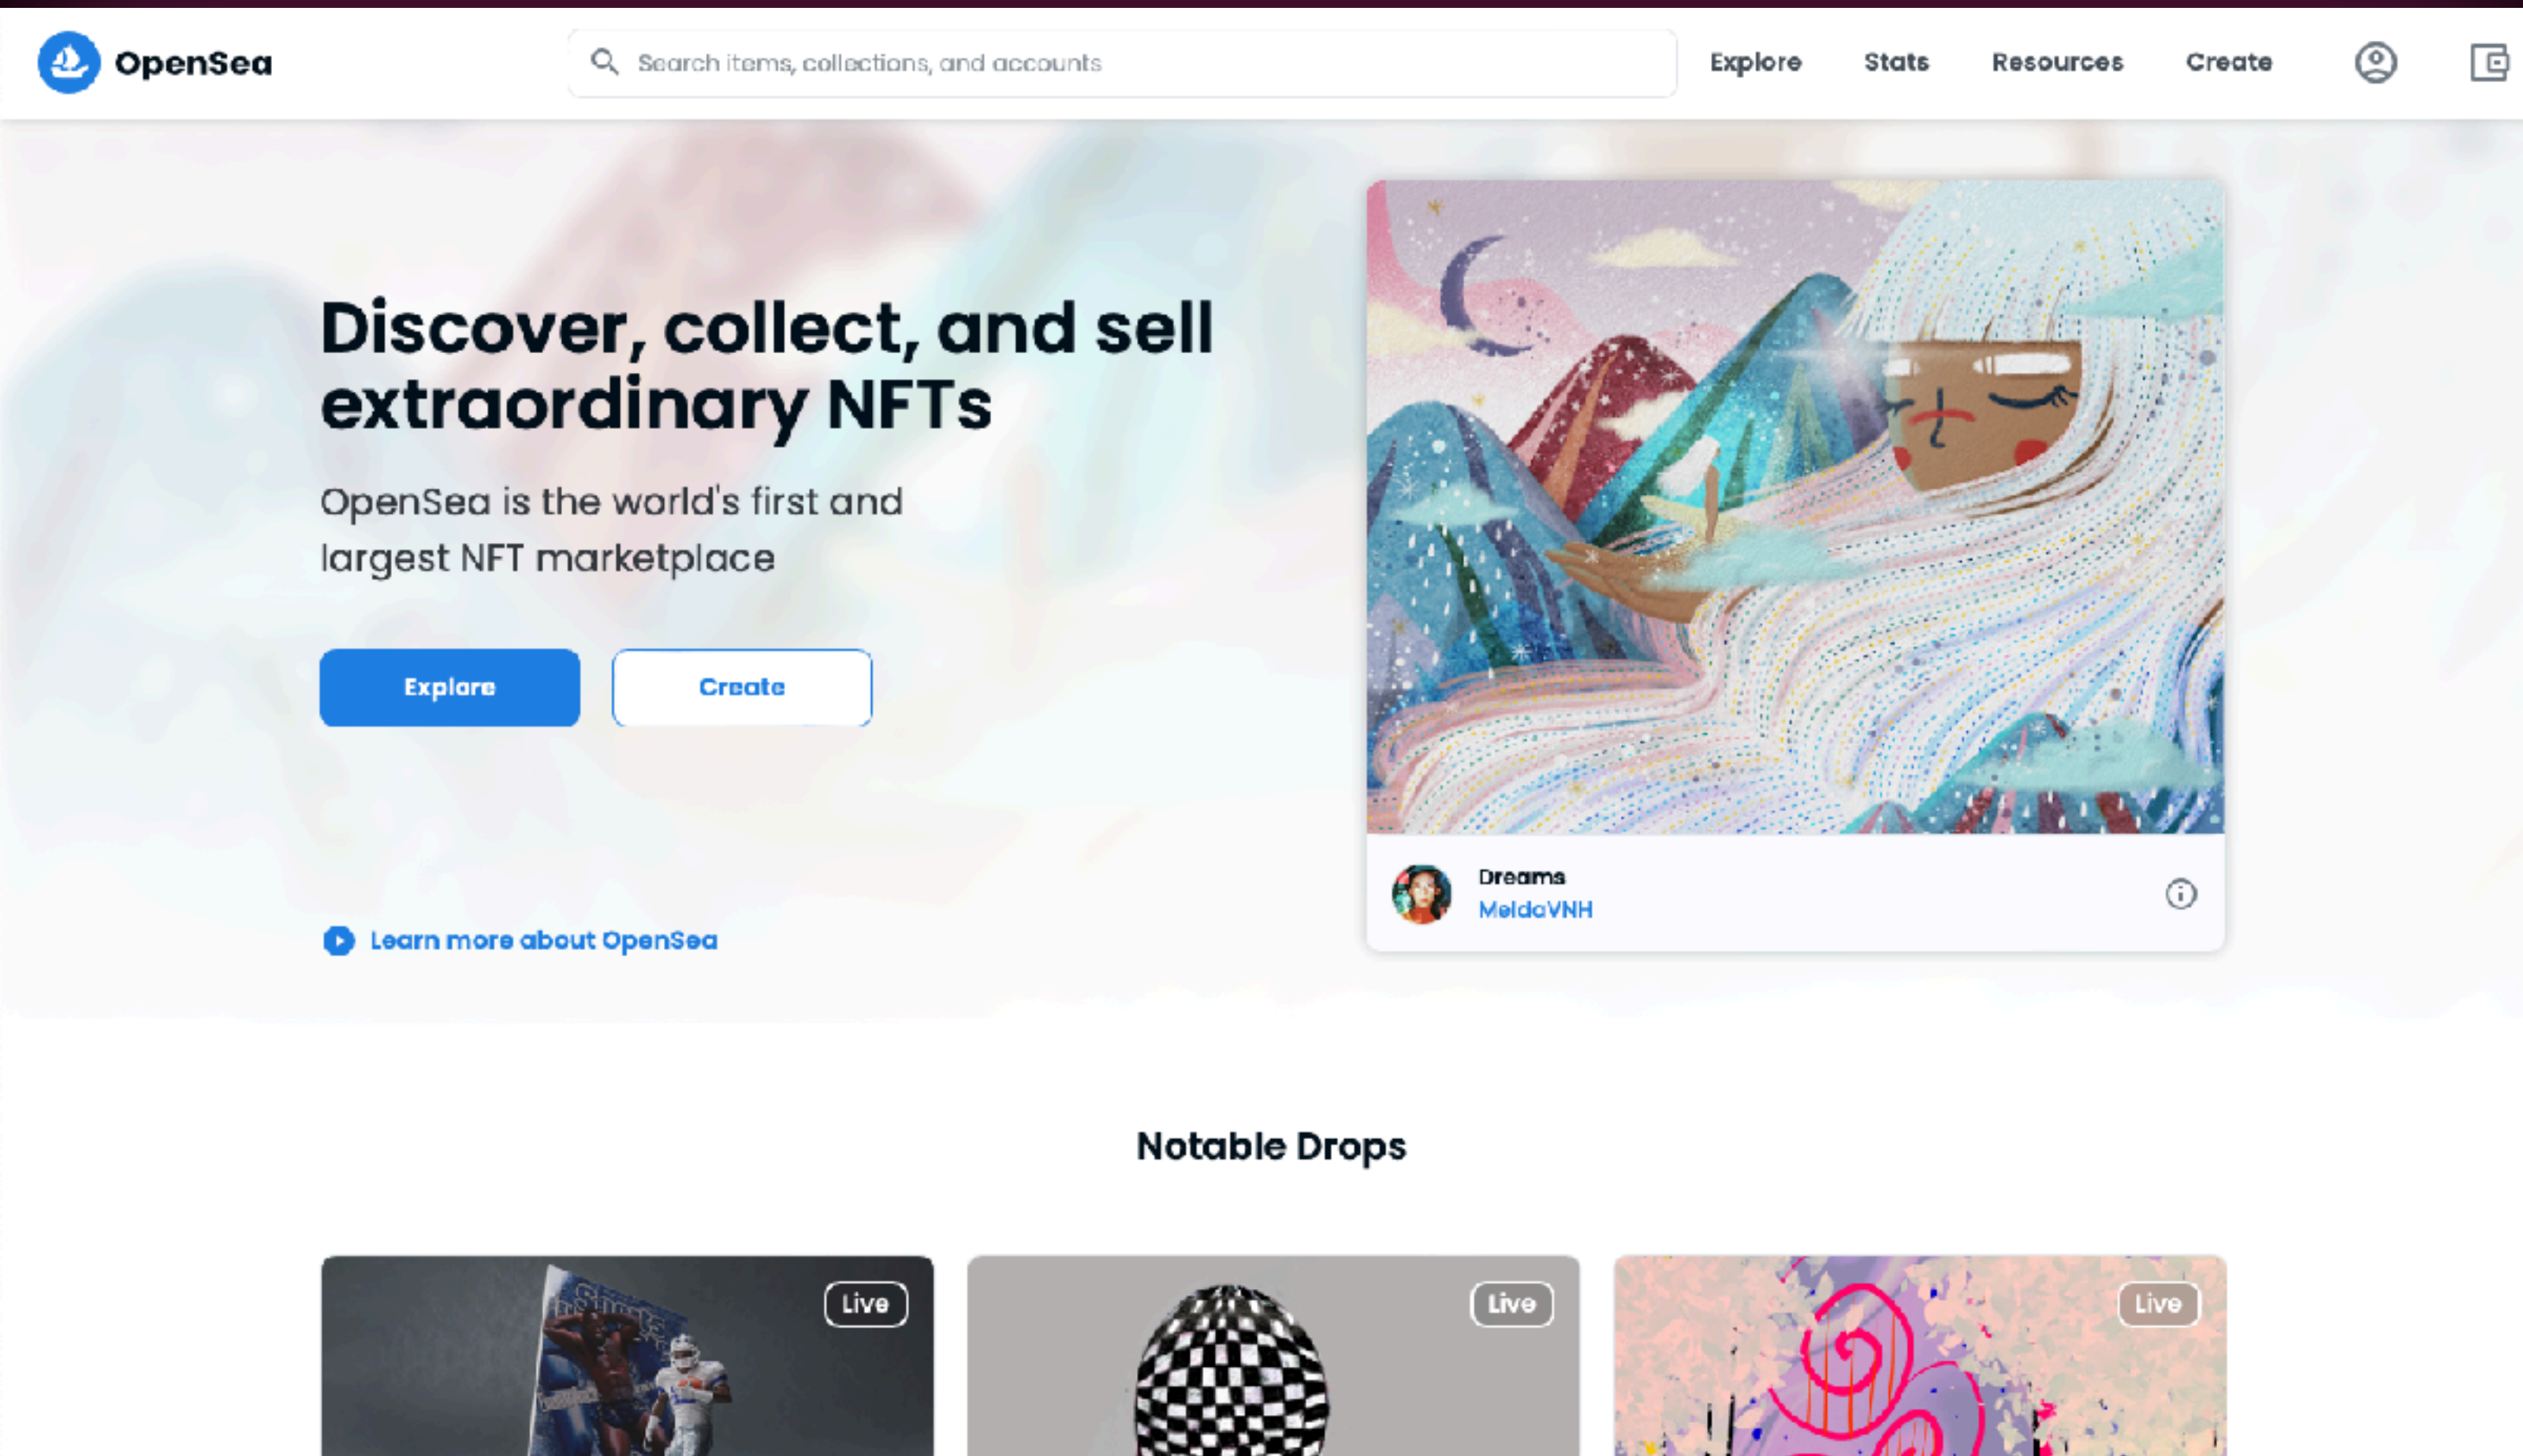 OpenSea
Search items, collections, and accounts
Explore
Stats
Resources
Create
Discover, collect, and sell
extraordinary NFTs
OpenSea is the world's first and
largest NFT marketplace
Explore
Create
Learn more about OpenSea
Dreams
MeldaVNH
Notable Drops
Live
Live
Live